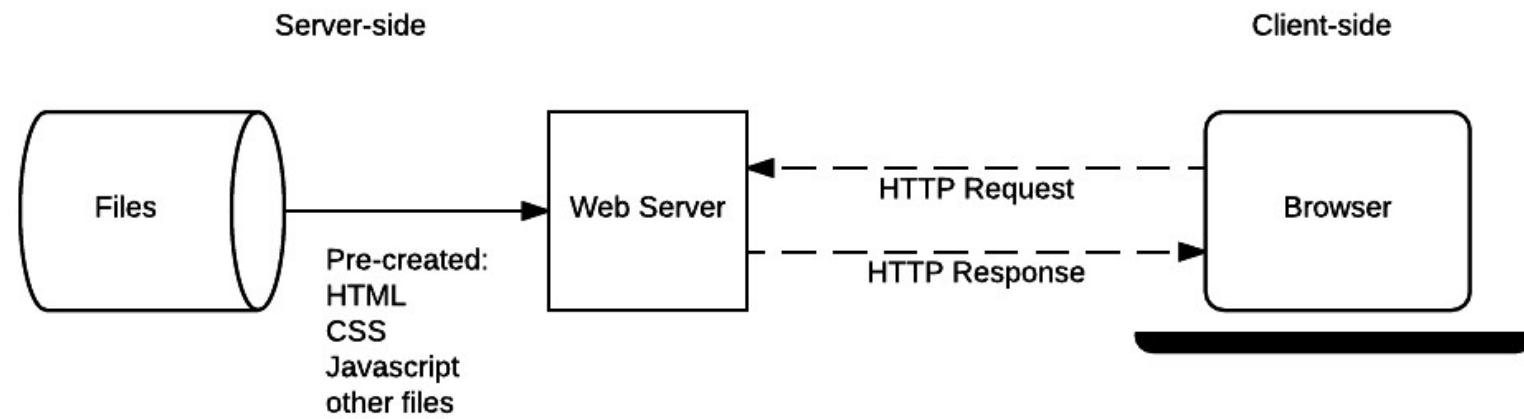 Server-side
Client-side
Files
Web Server
HTTP Request
Browser
HTTP Response
Pre-created:
HTML
CSS
Javascript
other files